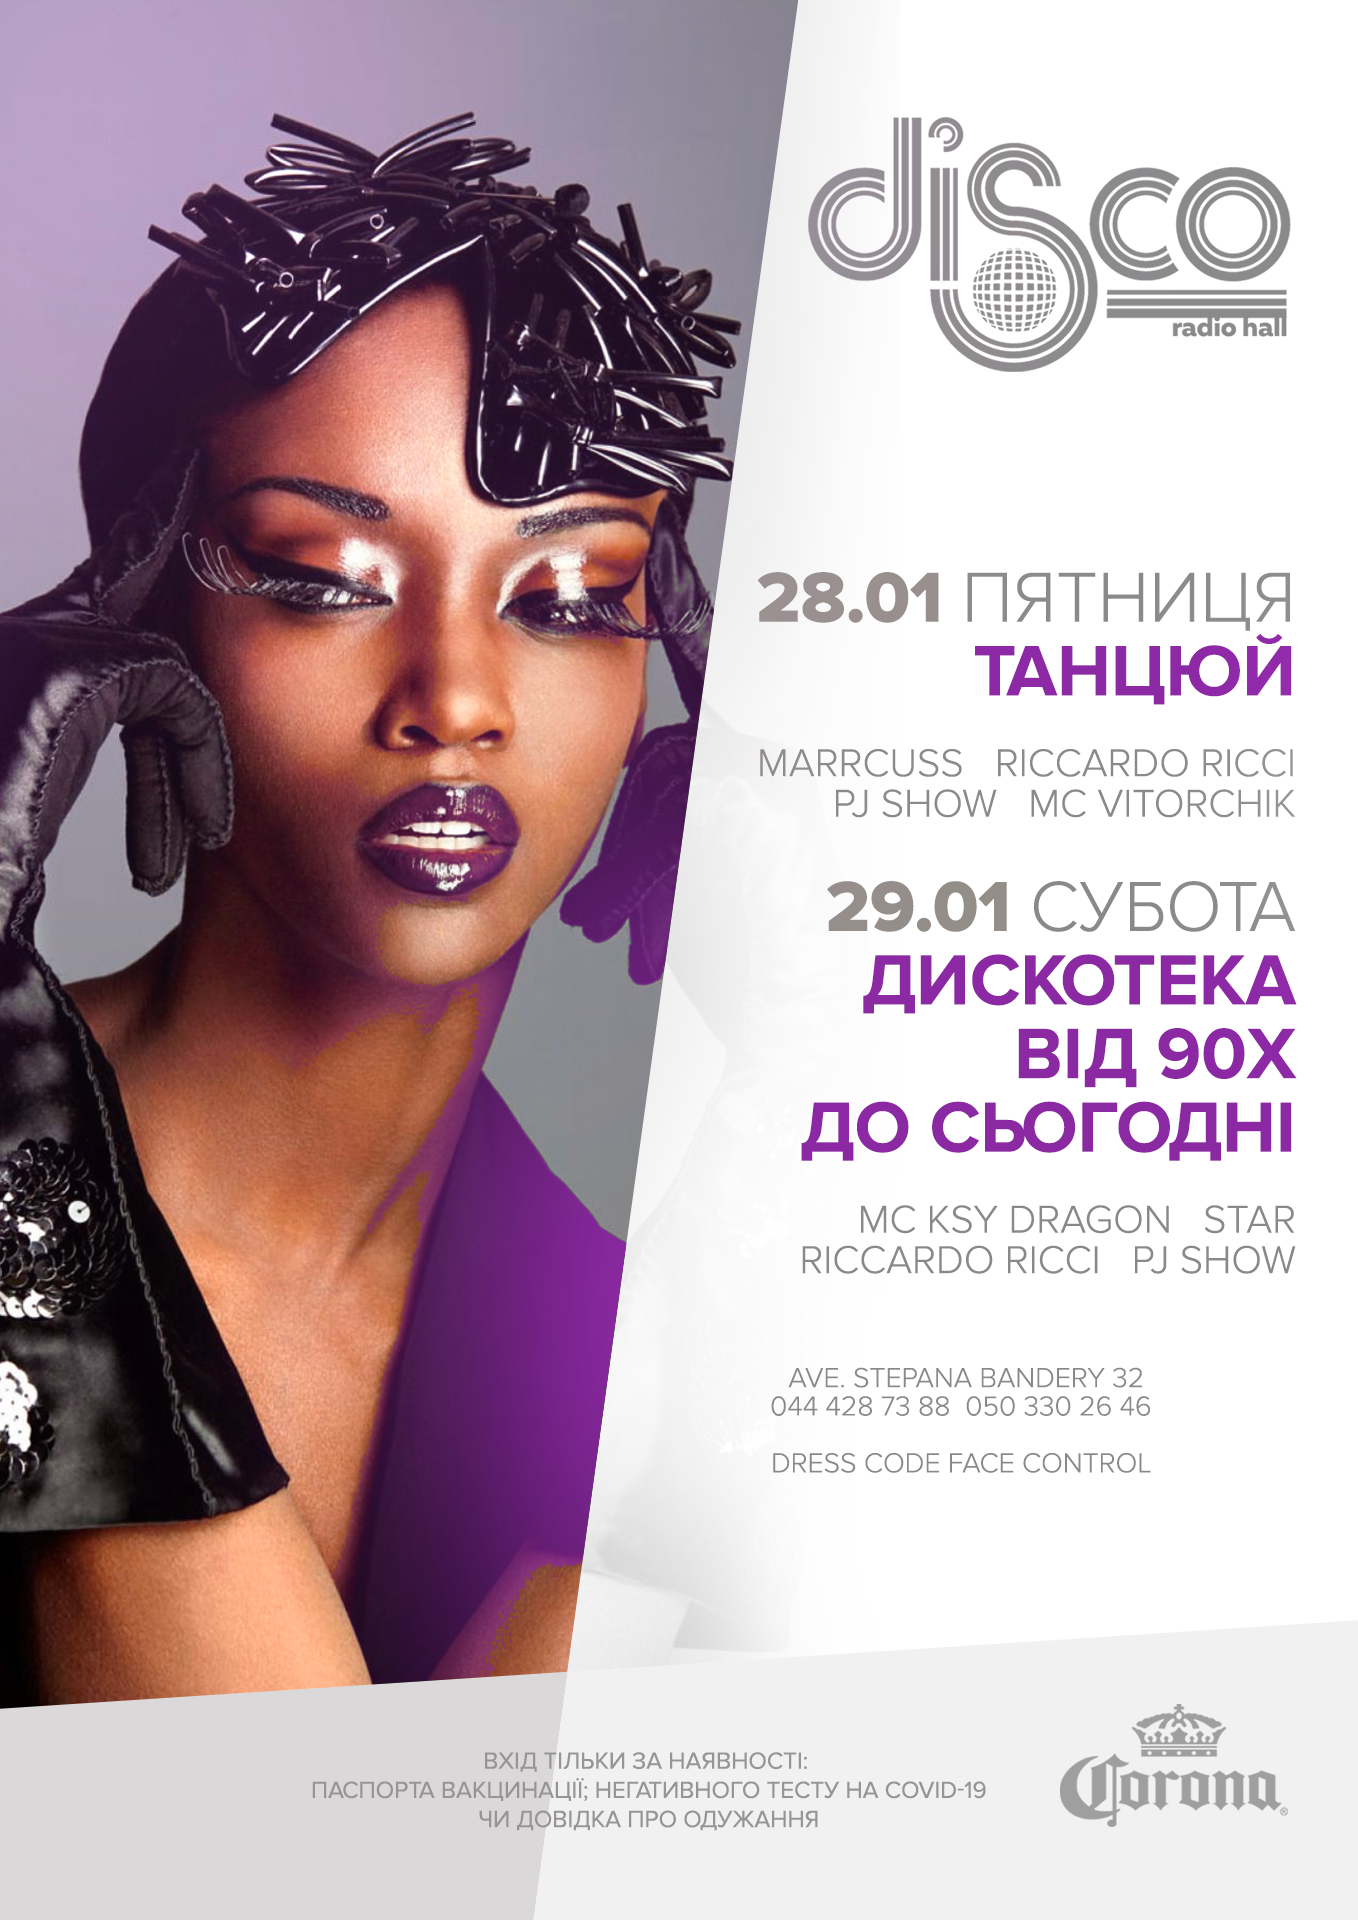 disco
radio hall
28.01 ПЯТНИЦЯ
ТАНЦЮЙ
MARRCUSS RICCARDO RICCI
PJ SHOW MC VITORCHIK
29.01 СУБОТА
ДИСКОТЕКА
ВІД 90Х
ДО СЬОГОДНІ
MC KSY DRAGON STAR
RICCARDO RICCI PJ SHOW
AVE. STEPANA BANDERY 32
044 428 73 88 050 330 26 46
DRESS CODE FACE CONTROL
ВХІД ТІЛЬКИ ЗА НАЯВНОСТІ:
ПАСПОРТА ВАКЦИНАЦІЇ; НЕГАТИВНОГО ТЕСТУ НА COVID-19
ЧИ ДОВІДКА ПРО ОДУЖАННЯ
Corona®